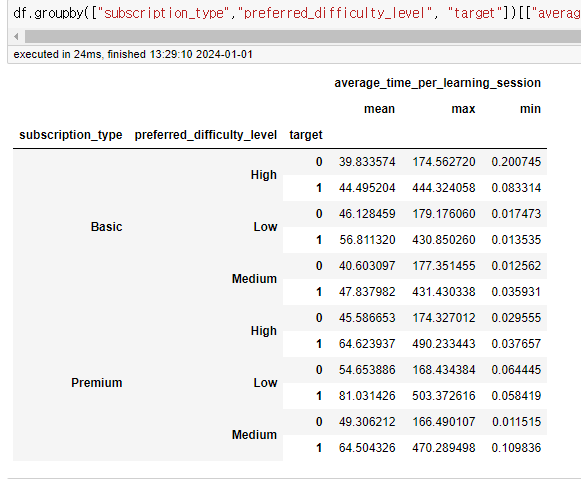 df.groupby(["subscription_type","preferred_difficulty_level", "target"])[["averag
executed in 24ms, finished 13:29:10 2024-01-01
average_time_per_learning_session
mean max min
subscription_type preferred_difficulty_level target
Basic High 0 39.833574 174.562720 0.200745
1 44.495204 444.324058 0.083314
Low 0 46.128459 179.176060 0.017473
1 56.811320 430.850260 0.013535
Medium 0 40.603097 177.351455 0.012562
1 47.837982 431.430338 0.035931
Premium High 0 45.586653 174.327012 0.029555
1 64.623937 490.233443 0.037657
Low 0 54.653886 168.434384 0.064445
1 81.031426 503.372616 0.058419
Medium 0 49.306212 166.490107 0.011515
1 64.504326 470.289498 0.109836